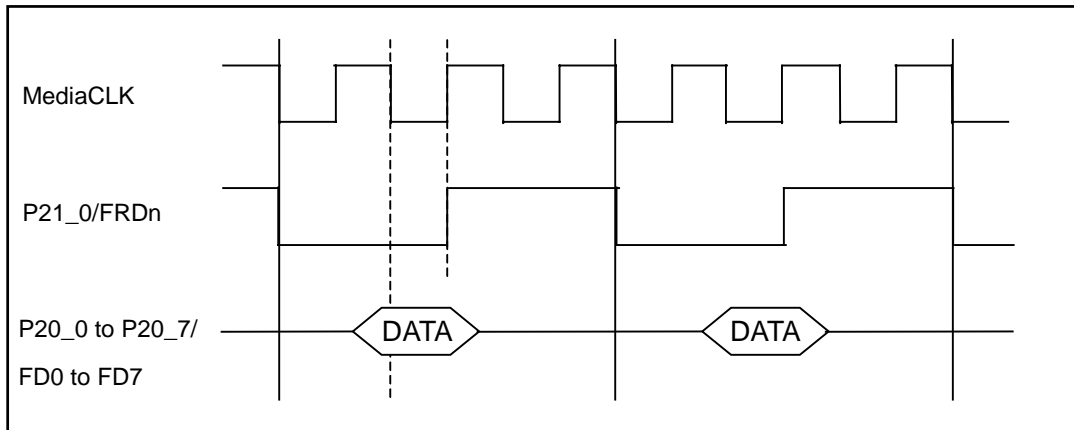 MediaCLK
P21_0/FRDn
P20_0 to P20_7/
FD0 to FD7
DATA
DATA